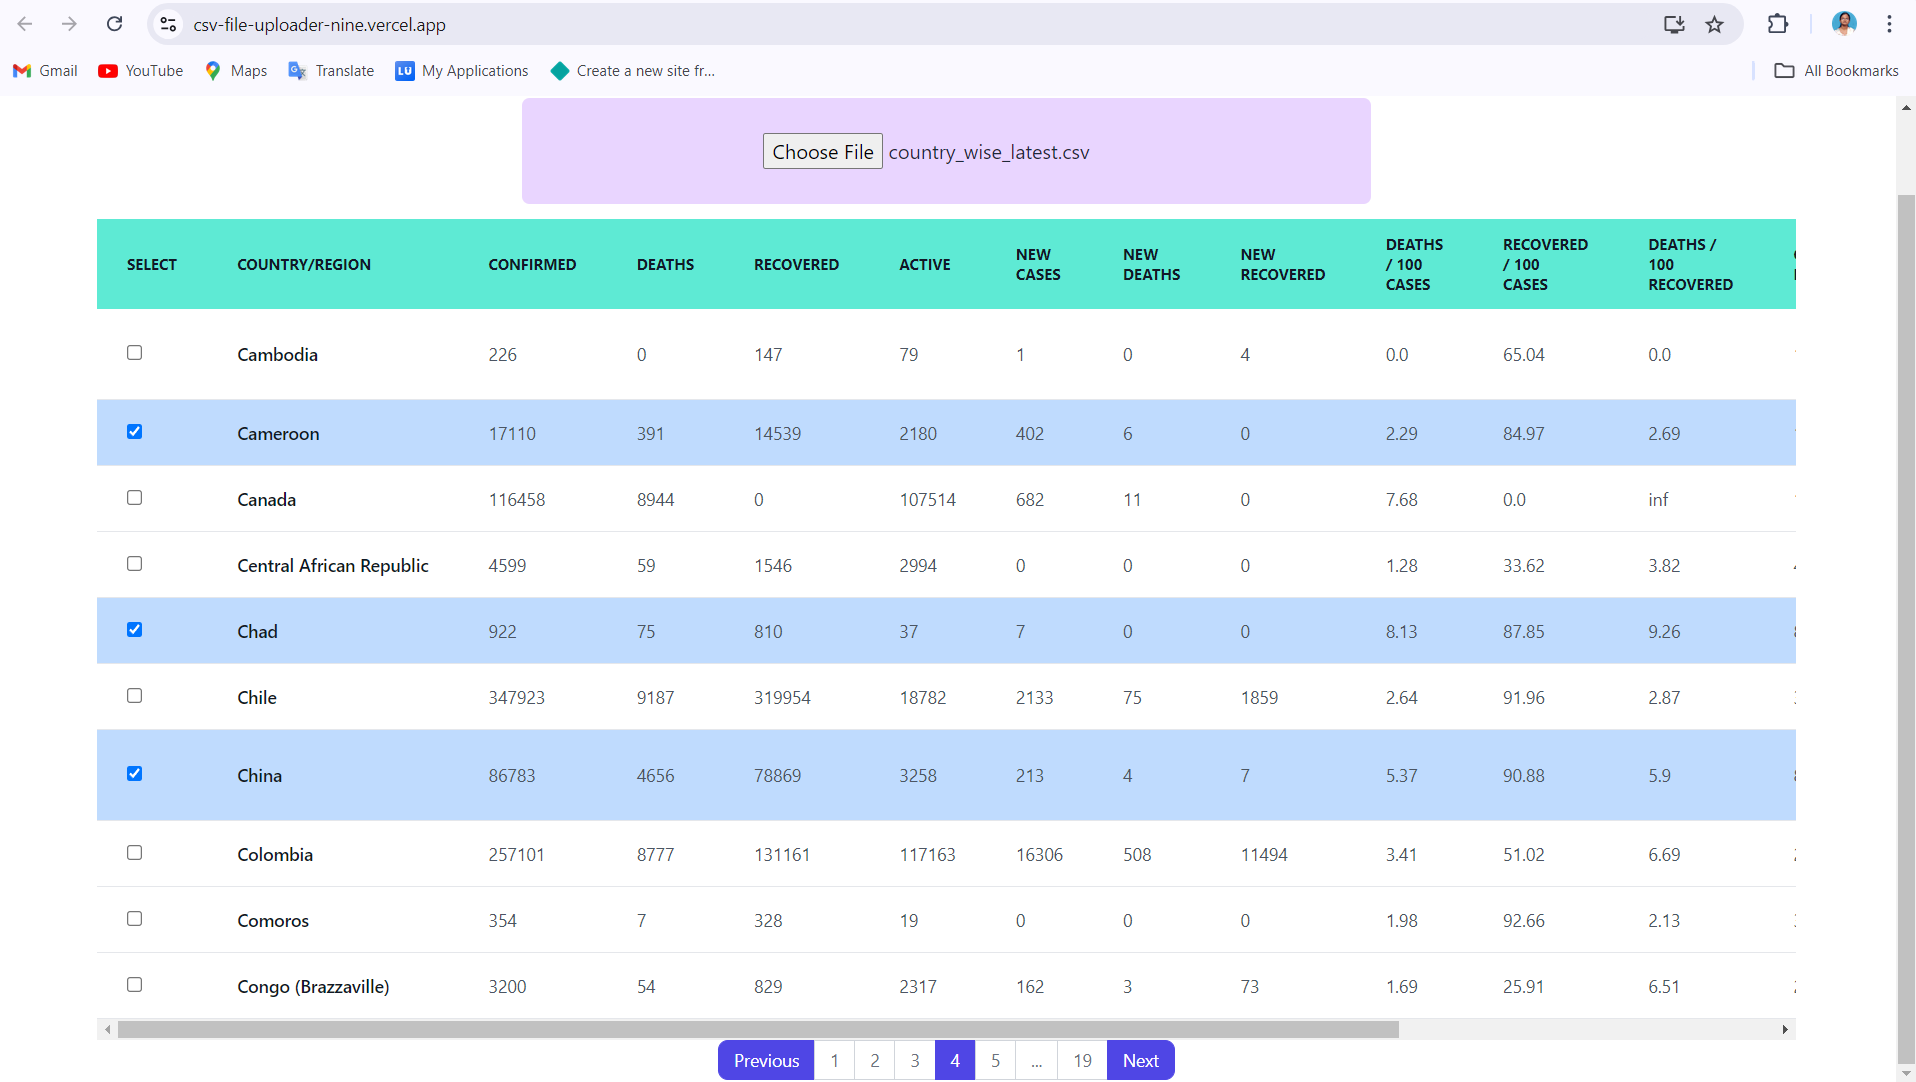 csv-file-uploader-nine.vercel.app
Gmail YouTube Maps Translate LU My Applications Create a new site fr... All Bookmarks
Choose File country_wise_latest.csv
SELECT COUNTRY/REGION CONFIRMED DEATHS RECOVERED ACTIVE NEW CASES NEW DEATHS NEW RECOVERED DEATHS / 100 CASES RECOVERED / 100 CASES DEATHS / 100 RECOVERED
Cambodia 226 0 147 79 1 0 4 0.0 65.04 0.0
Cameroon 17110 391 14539 2180 402 6 0 2.29 84.97 2.69
Canada 116458 8944 0 107514 682 11 0 7.68 0.0 inf
Central African Republic 4599 59 1546 2994 0 0 0 1.28 33.62 3.82
Chad 922 75 810 37 7 0 0 8.13 87.85 9.26
Chile 347923 9187 319954 18782 2133 75 1859 2.64 91.96 2.87
China 86783 4656 78869 3258 213 4 7 5.37 90.88 5.9
Colombia 257101 8777 131161 117163 16306 508 11494 3.41 51.02 6.69
Comoros 354 7 328 19 0 0 0 1.98 92.66 2.13
Congo (Brazzaville) 3200 54 829 2317 162 3 73 1.69 25.91 6.51
Previous 1 2 3 4 5 ... 19 Next